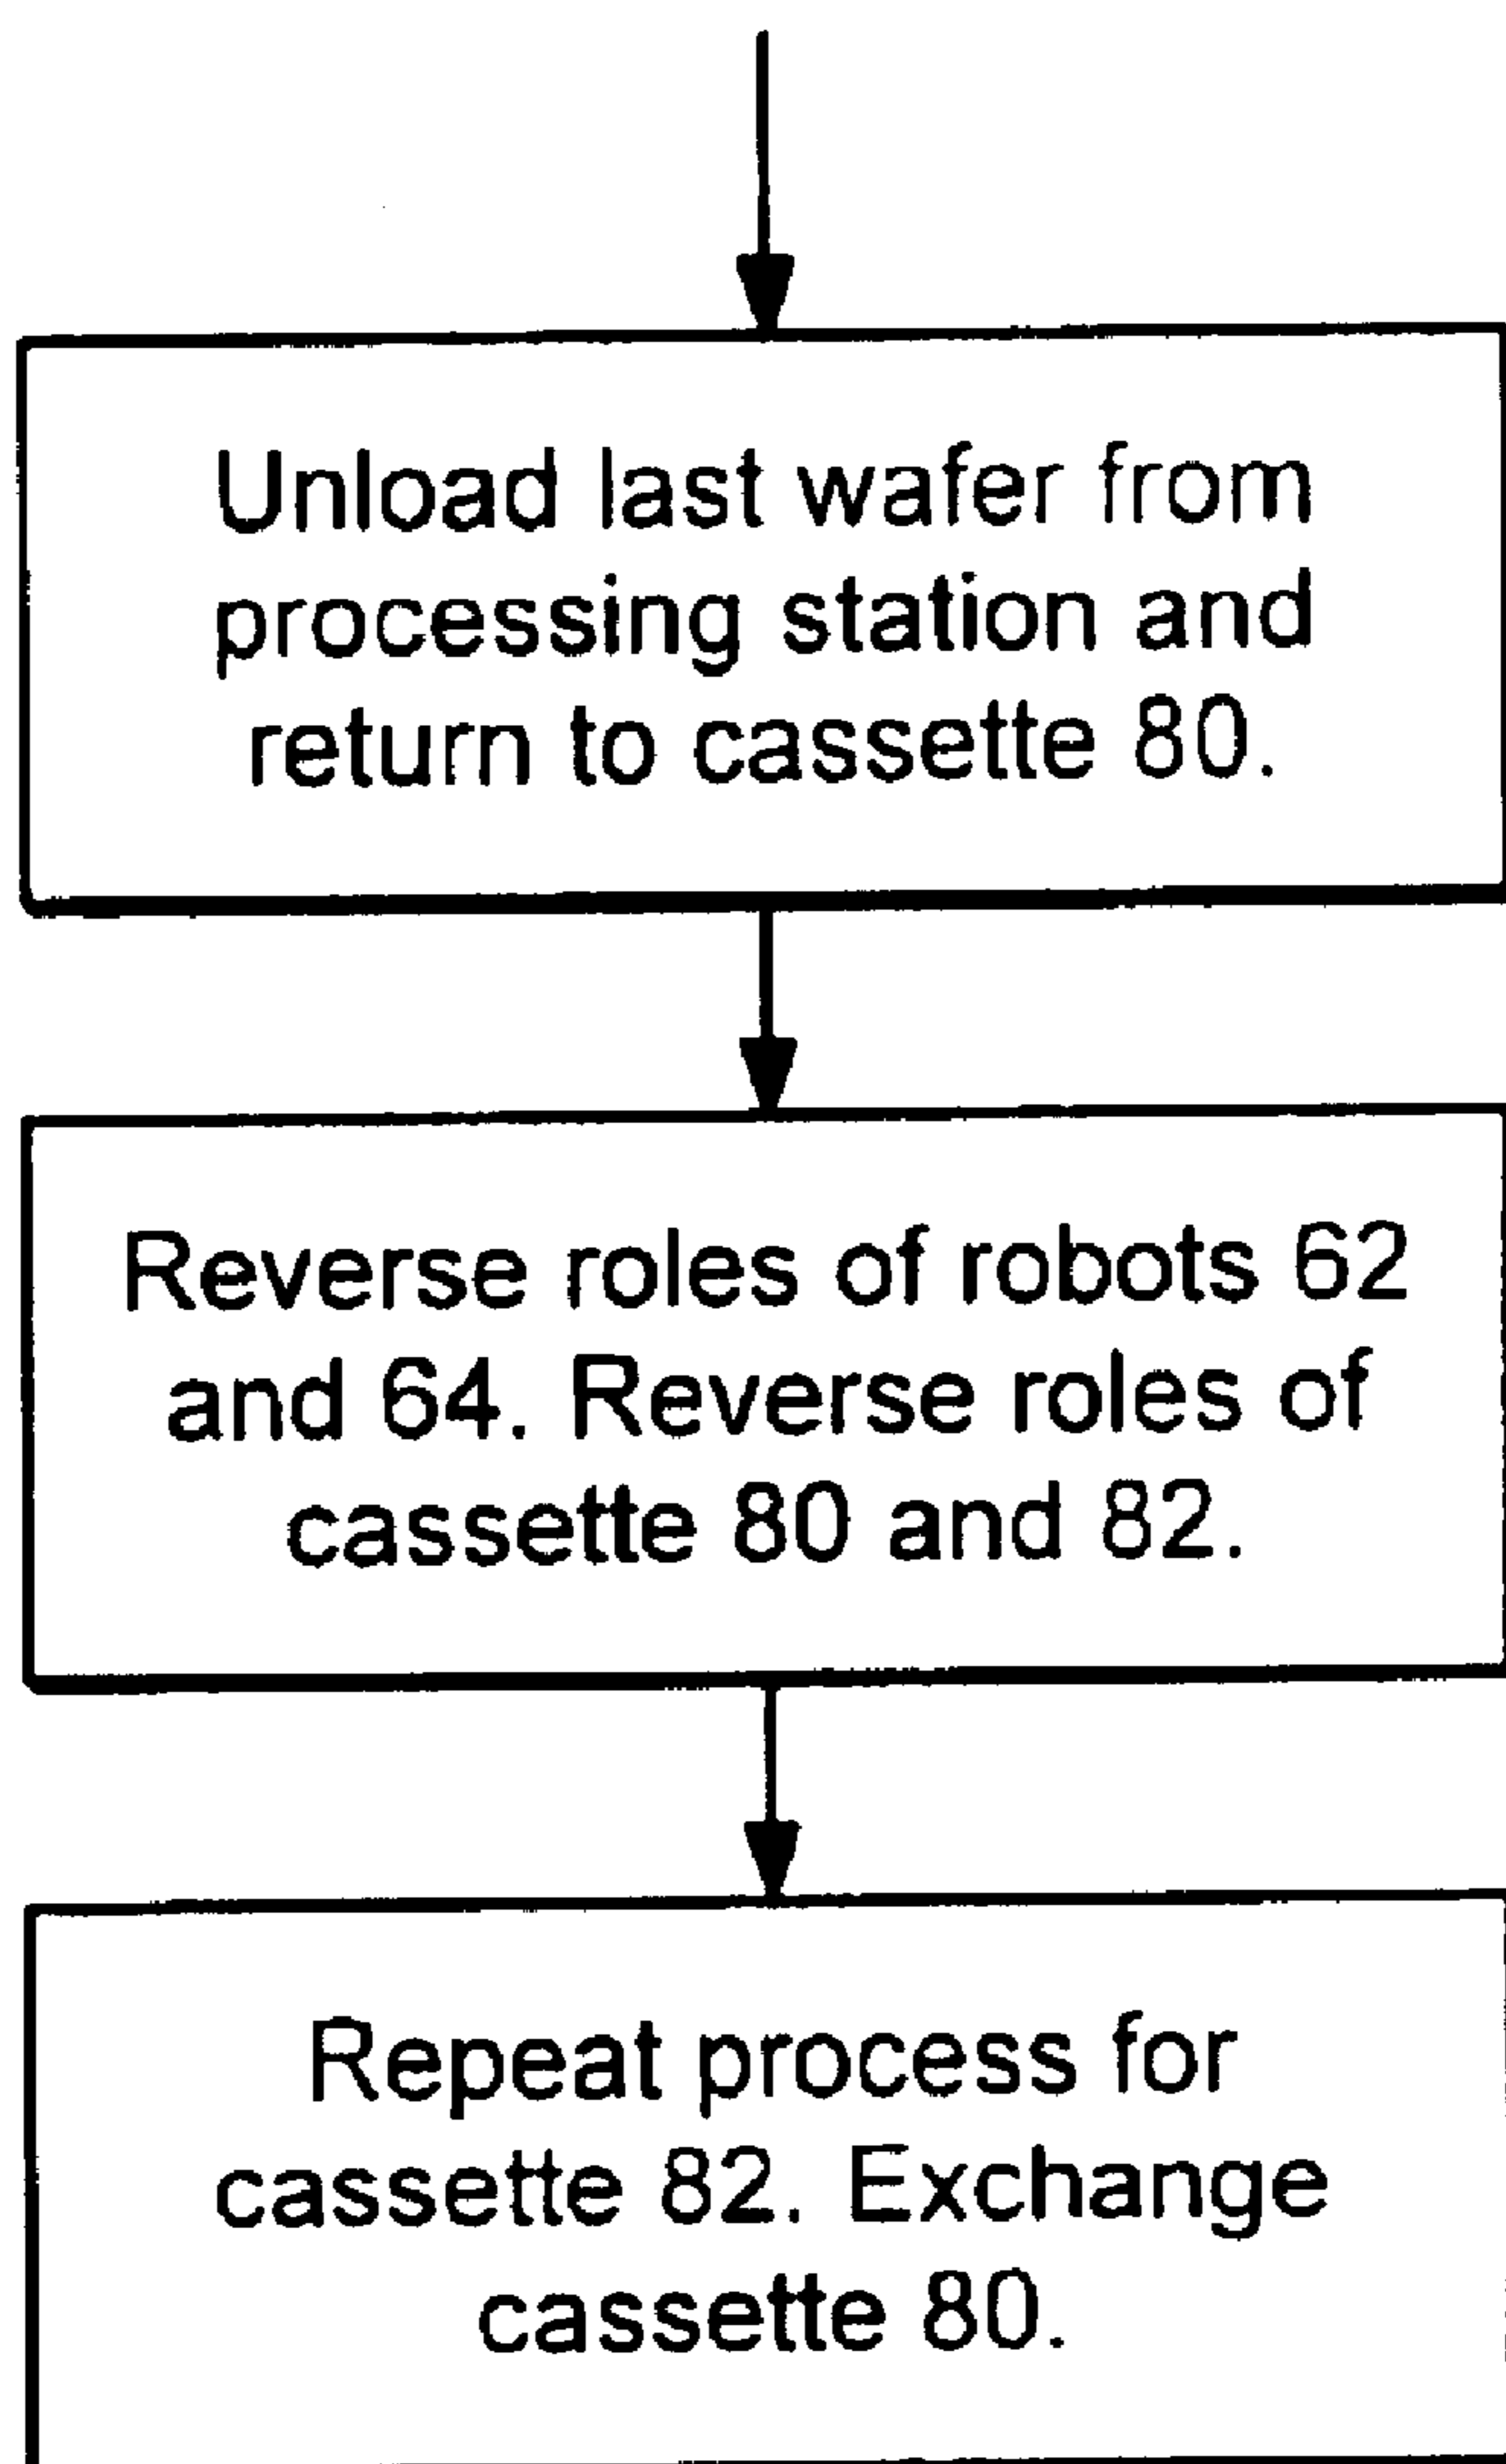 Unload last wafer from
processing station and
return to cassette 80.
Reverse roles of robots 62
and 64. Reverse roles of
cassette 80 and 82.
Repeat process for
cassette 82. Exchange
cassette 80.